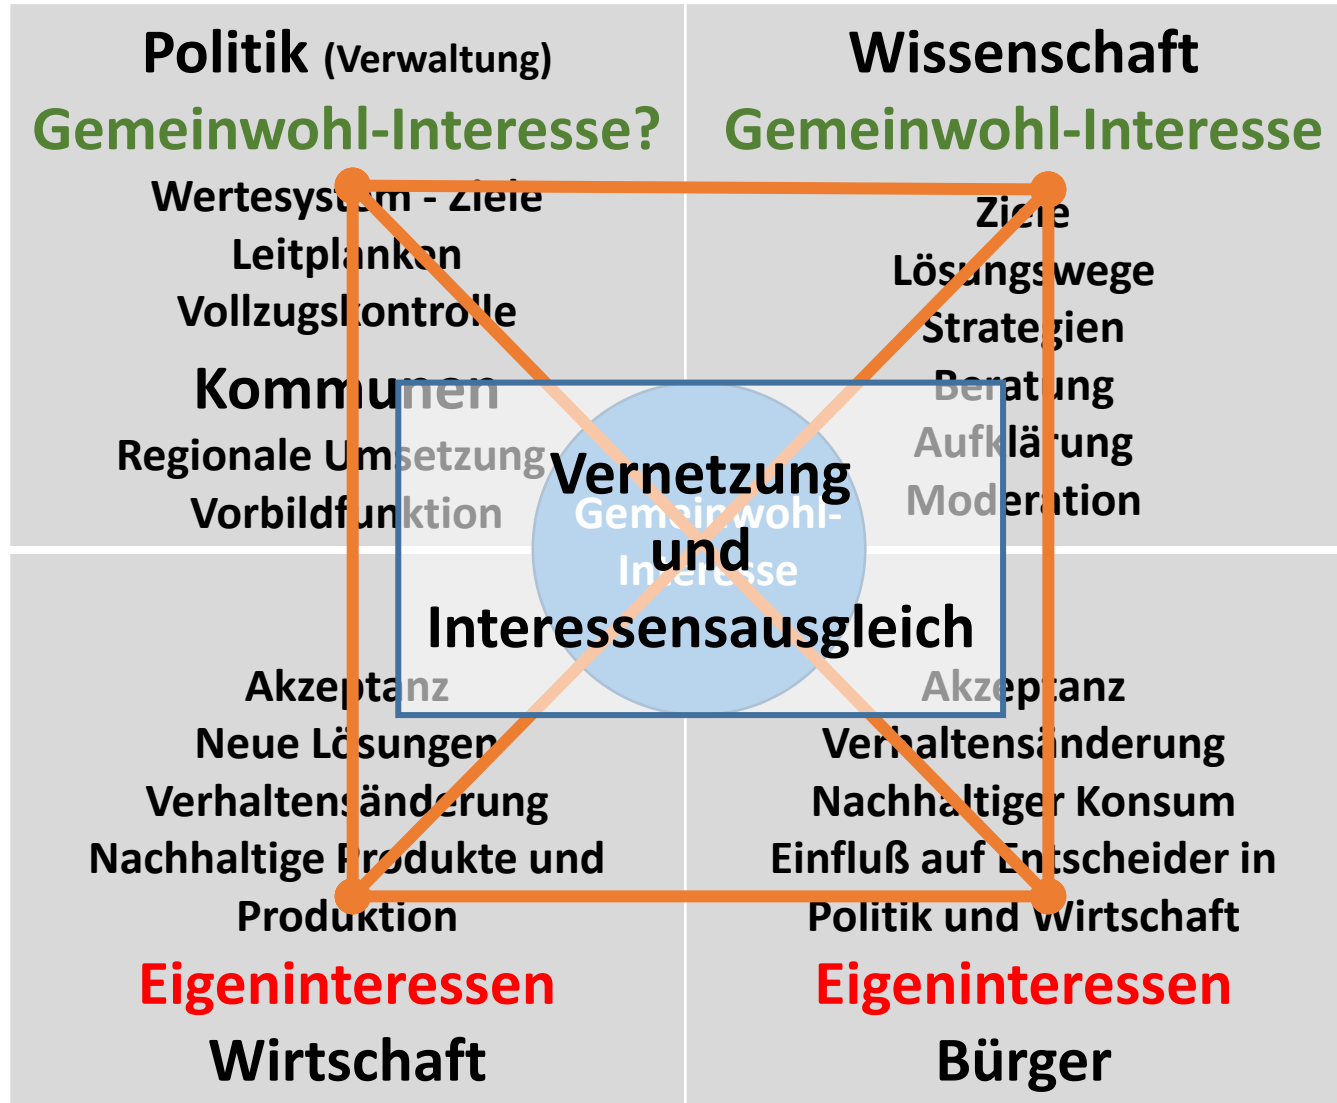 Politik (Verwaltung)
Gemeinwohl-Interesse?
Wertesystem - Ziele
Leitplanken
Vollzugskontrolle
Kommunen
Regionale Umsetzung
Vorbildfunktion
Wissenschaft
Gemeinwohl-Interesse
Ziele
Lösungswege
Strategien
Beratung
Aufklärung
Moderation
Vernetzung
und
Interessensausgleich
Gemeinwohl-
Interesse
Akzeptanz
Neue Lösungen
Verhaltensänderung
Nachhaltige Produkte und
Produktion
Eigeninteressen
Wirtschaft
Akzeptanz
Verhaltensänderung
Nachhaltiger Konsum
Einfluß auf Entscheider in
Politik und Wirtschaft
Eigeninteressen
Bürger